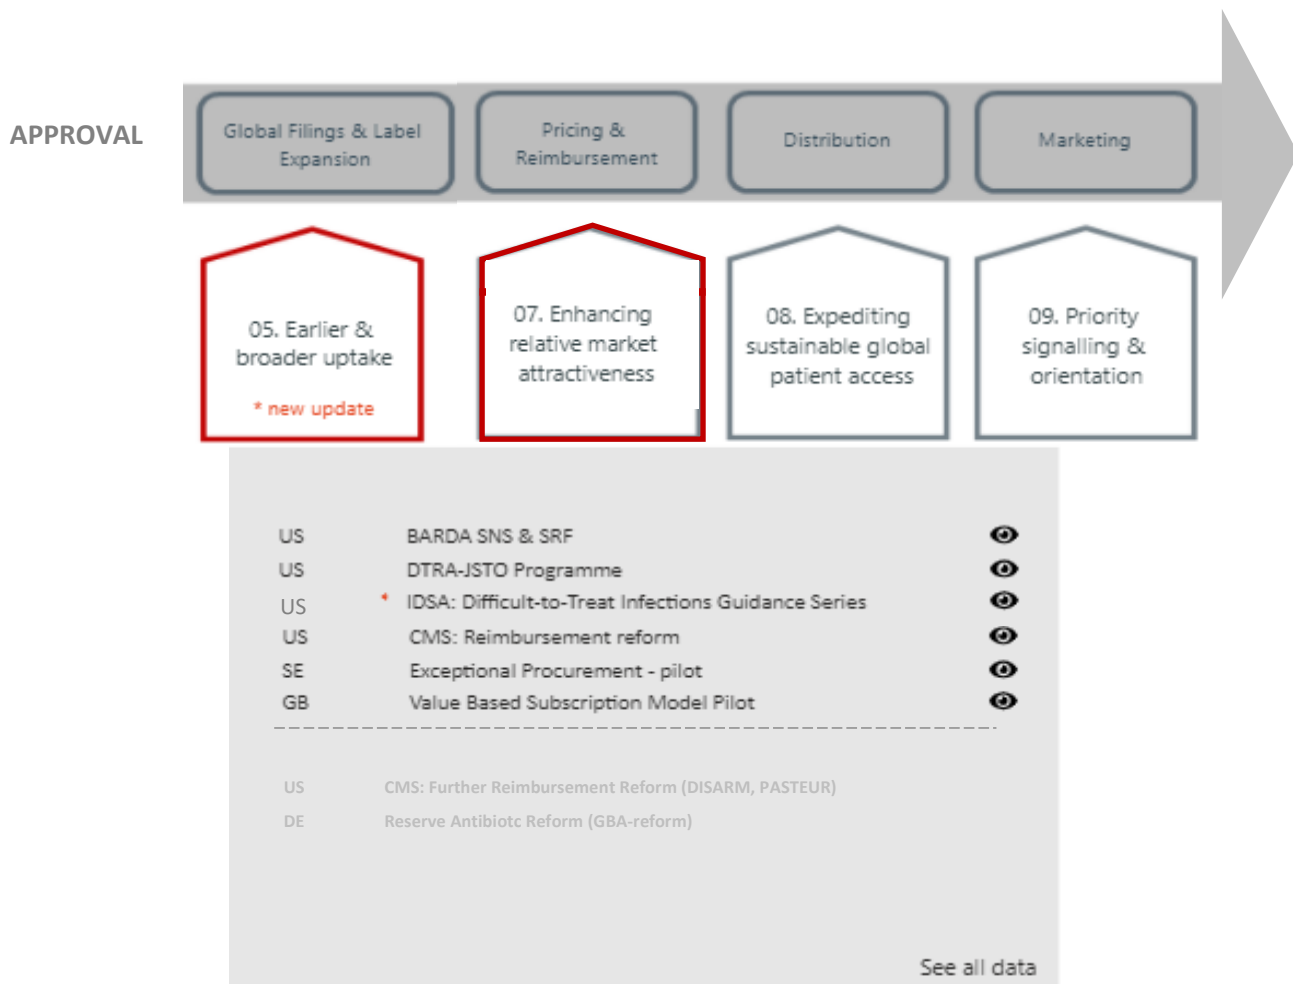 APPROVAL
Global Filings & Label
Expansion
Pricing &
Reimbursement
Distribution
Marketing
05. Earlier &
broader uptake
* new update
07. Enhancing
relative market
attractiveness
08. Expediting
sustainable global
patient access
09. Priority
signalling &
orientation
US BARDA SNS & SRF
US DTRA-JSTO Programme
US * IDSA: Difficult-to-Treat Infections Guidance Series
US CMS: Reimbursement reform
SE Exceptional Procurement - pilot
GB Value Based Subscription Model Pilot
US CMS: Further Reimbursement Reform (DISARM, PASTEUR)
DE Reserve Antibiotc Reform (GBA-reform)
See all data